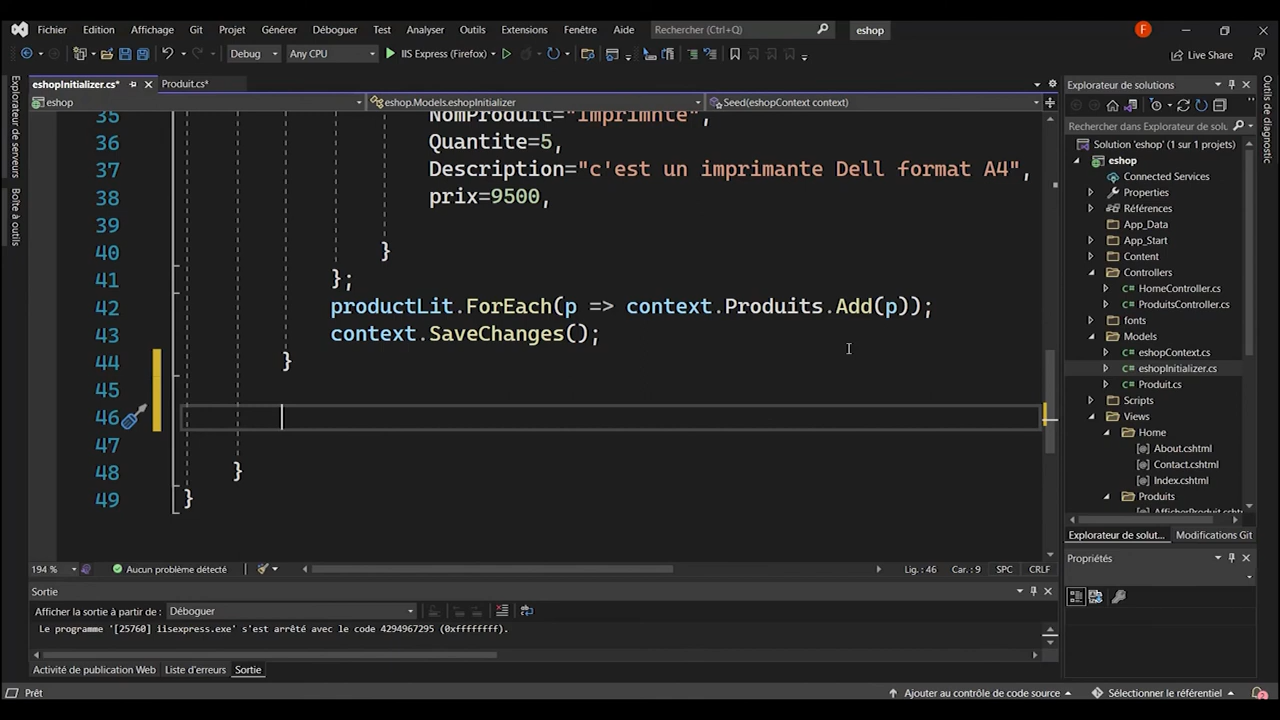 Fichier Edition Affichage Git Projet Générer Déboguer Test Analyser Outils Extensions Fenêtre Aide Rechercher (Ctrl+Q) eshop F
Debug Any CPU IIS Express (Firefox) Live Share
eshopInitializer.cs* Produit.cs*
eshop eshop.Models.eshopInitializer Seed(eshopContext context)
35 NomProduit="Imprimnte",
36 Quantite=5,
37 Description="c'est un imprimante Dell format A4",
38 prix=9500,
39
40 }
41 };
42 productLit.ForEach(p => context.Produits.Add(p));
43 context.SaveChanges();
44 }
45
46
47
48 }
49 }
194 % Aucun problème détecté Lig. : 46 Car. : 9 SPC CRLF
Sortie
Afficher la sortie à partir de : Déboguer
Le programme '[25760] iisexpress.exe' s'est arrêté avec le code 4294967295 (0xffffffff).
Activité de publication Web Liste d'erreurs Sortie
Prêt Ajouter au contrôle de code source Sélectionner le référentiel 2
Explorateur de serveurs
Boîte à outils
Explorateur de solutions
Rechercher dans Explorateur de solu
Solution 'eshop' (1 sur 1 projets)
eshop
Connected Services
Properties
Références
App_Data
App_Start
Content
Controllers
HomeController.cs
ProduitsController.cs
fonts
Models
eshopContext.cs
eshopInitializer.cs
Produit.cs
Scripts
Views
Home
About.cshtml
Contact.cshtml
Index.cshtml
Produits
AfficherProduit.csht
Explorateur de solut... Modifications Git
Propriétés
Outils de diagnostic